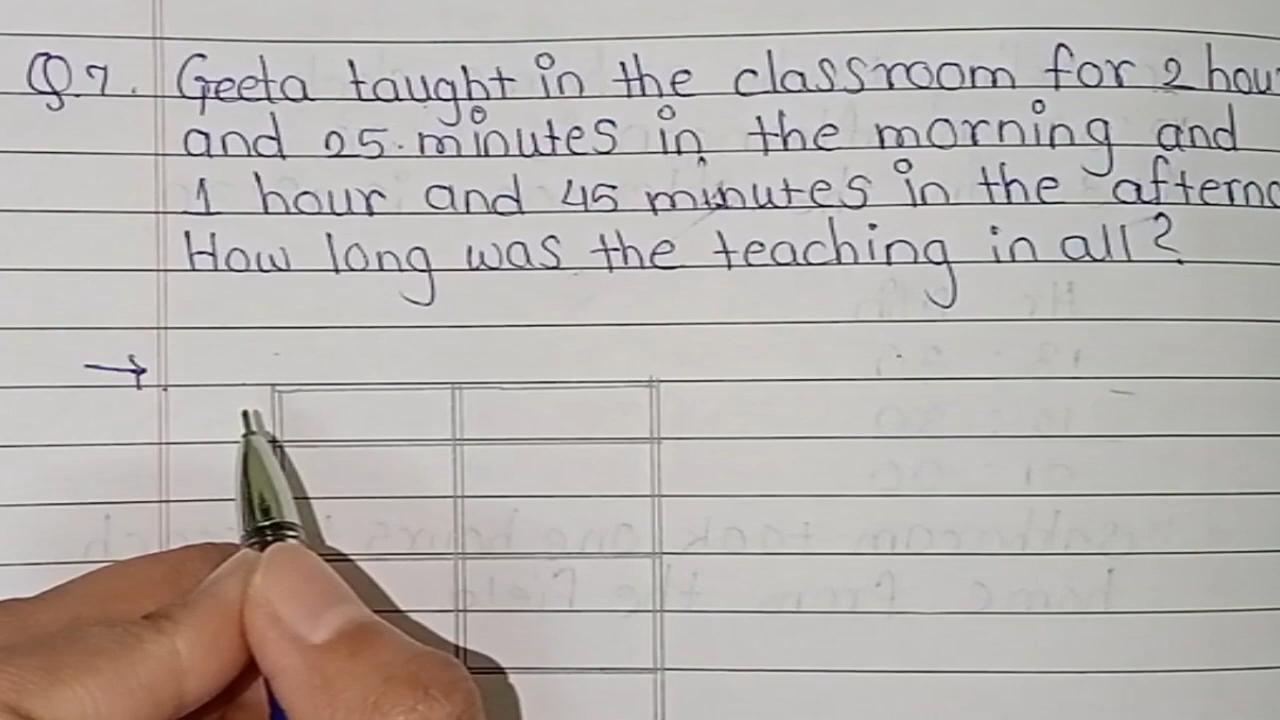 Q7. Geeta taught in the classroom for 2 hou
and 25 minutes in the morning and
1 hour and 45 minutes in the afterno
How long was the teaching in all?